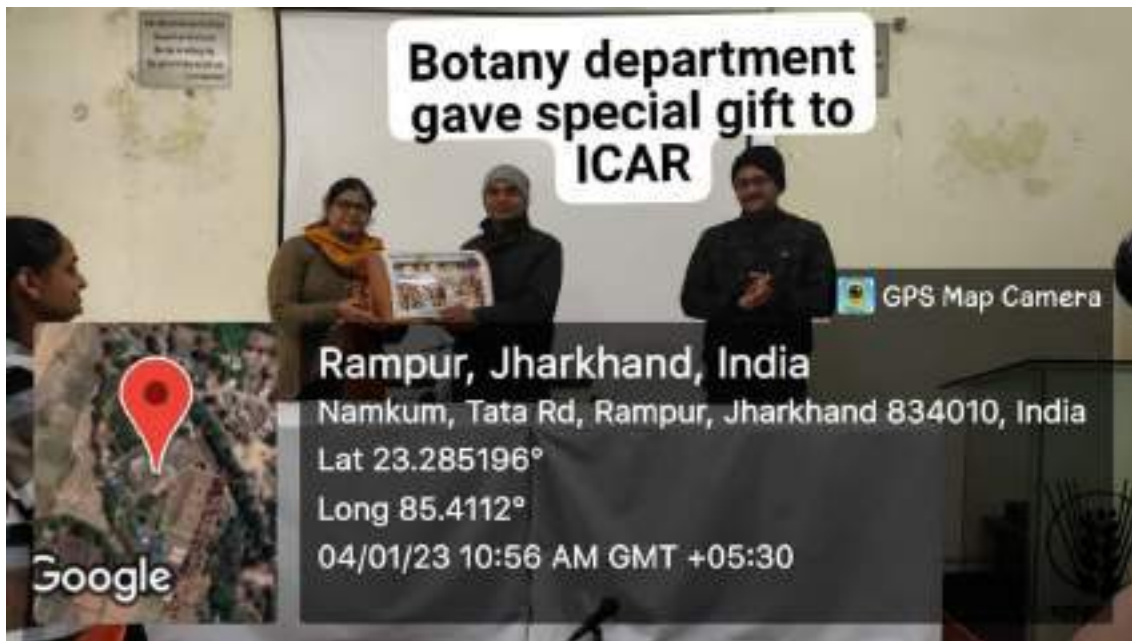 Botany department
gave special gift to
ICAR
GPS Map Camera
Rampur, Jharkhand, India
Namkum, Tata Rd, Rampur, Jharkhand 834010, India
Lat 23.285196°
Long 85.4112°
04/01/23 10:56 AM GMT +05:30
Google